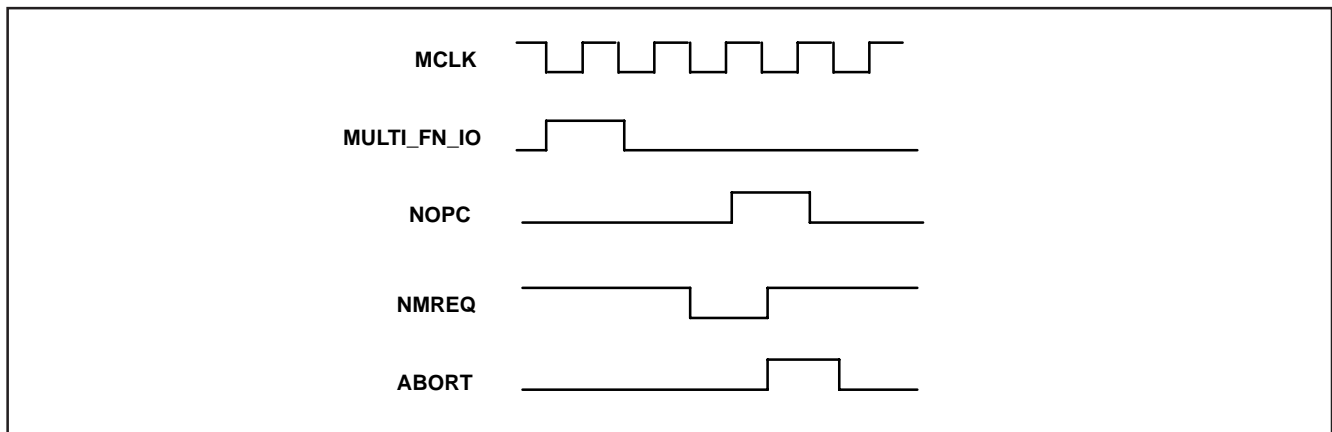 MCLK
MULTI_FN_IO
NOPC
NMREQ
ABORT